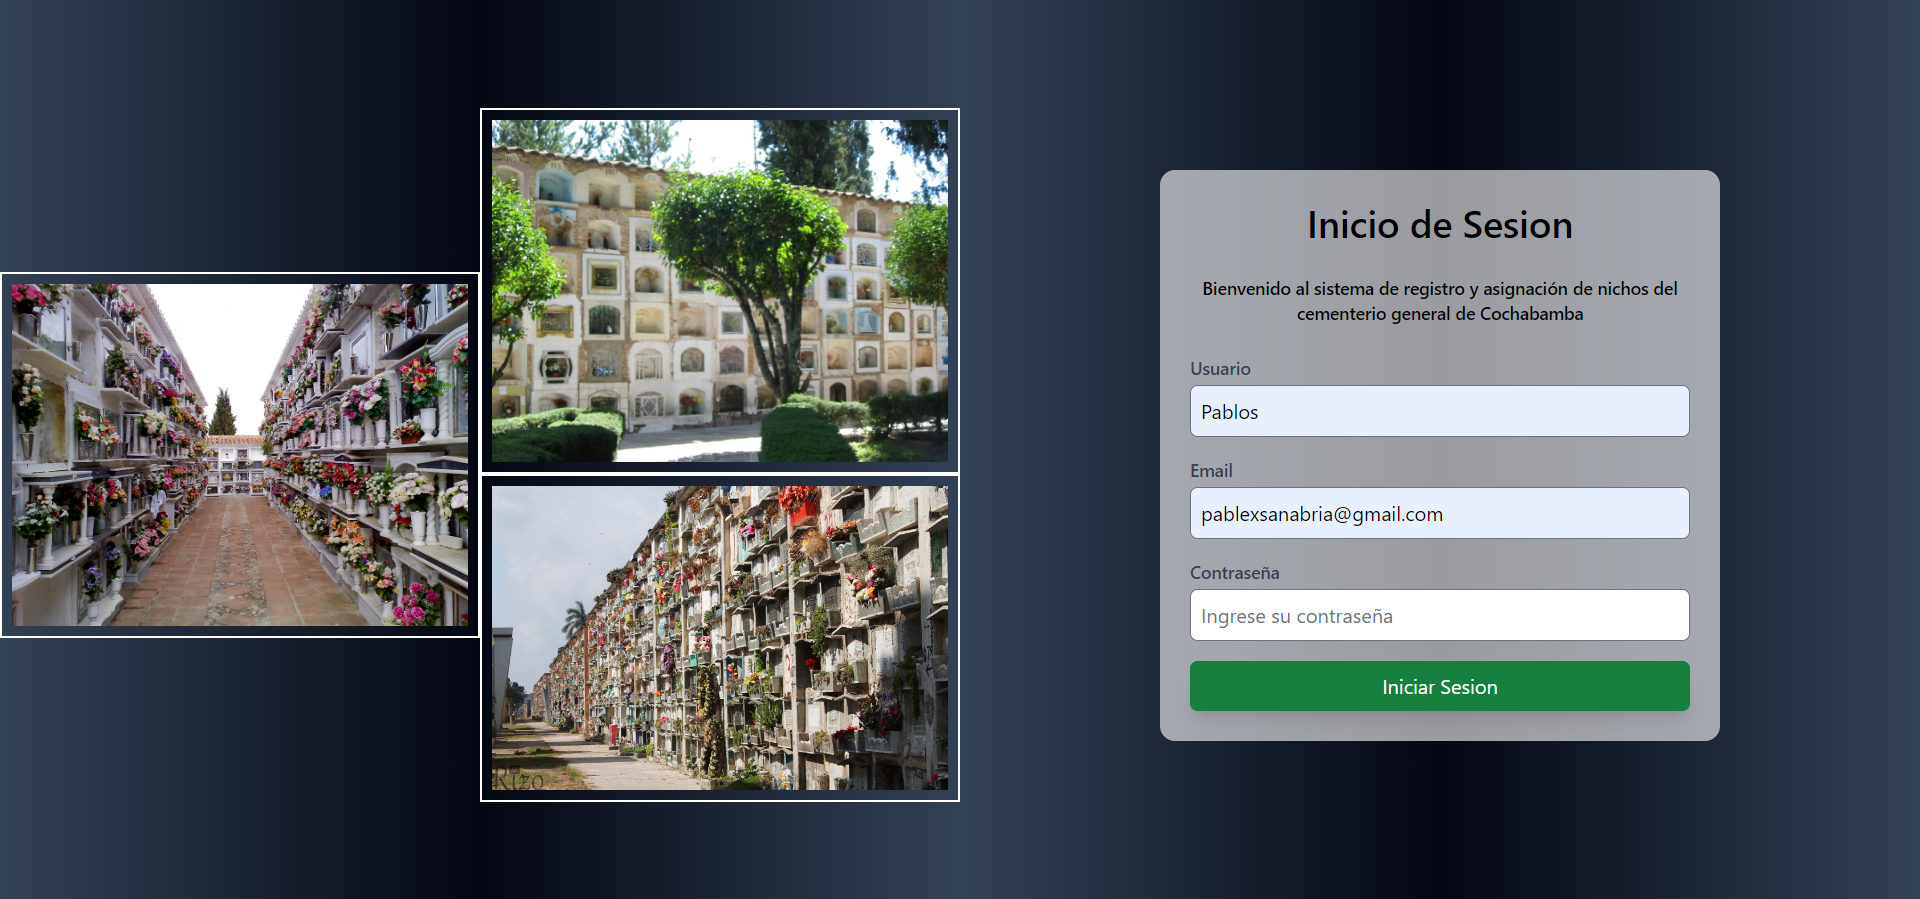 Inicio de Sesion
Bienvenido al sistema de registro y asignación de nichos del
cementerio general de Cochabamba
Usuario
Pablos
Email
pablexsanabria@gmail.com
Contraseña
Ingrese su contraseña
Iniciar Sesion
Rizo